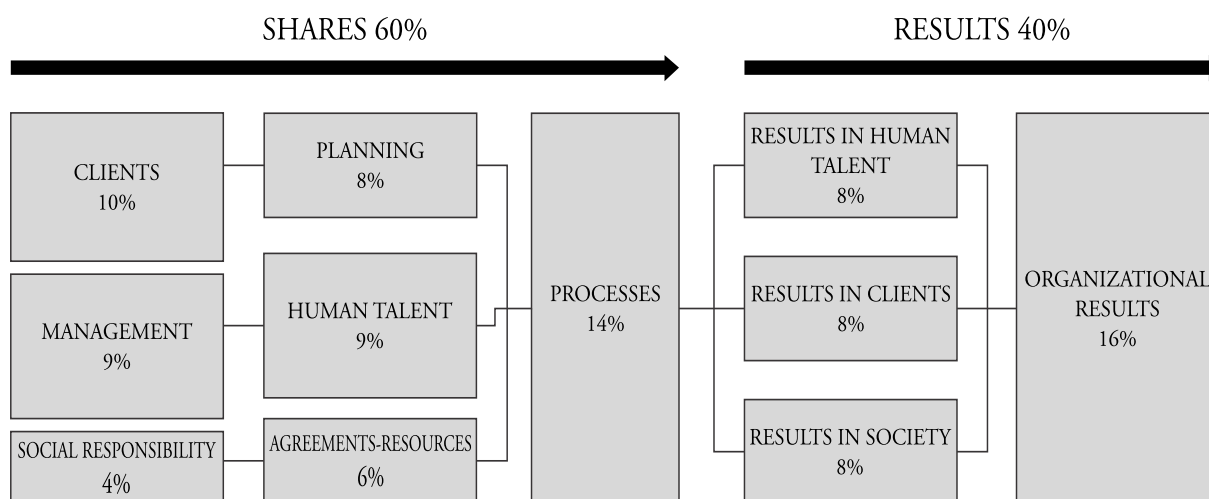 SHARES 60%
RESULTS 40%
CLIENTS
10%
MANAGEMENT
9%
SOCIAL RESPONSIBILITY
4%
PLANNING
8%
HUMAN TALENT
9%
AGREEMENTS-RESOURCES
6%
PROCESSES
14%
RESULTS IN HUMAN
TALENT
8%
RESULTS IN CLIENTS
8%
RESULTS IN SOCIETY
8%
ORGANIZATIONAL
RESULTS
16%